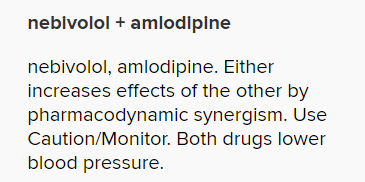 nebivolol + amlodipine
nebivolol, amlodipine. Either
increases effects of the other by
pharmacodynamic synergism. Use
Caution/Monitor. Both drugs lower
blood pressure.